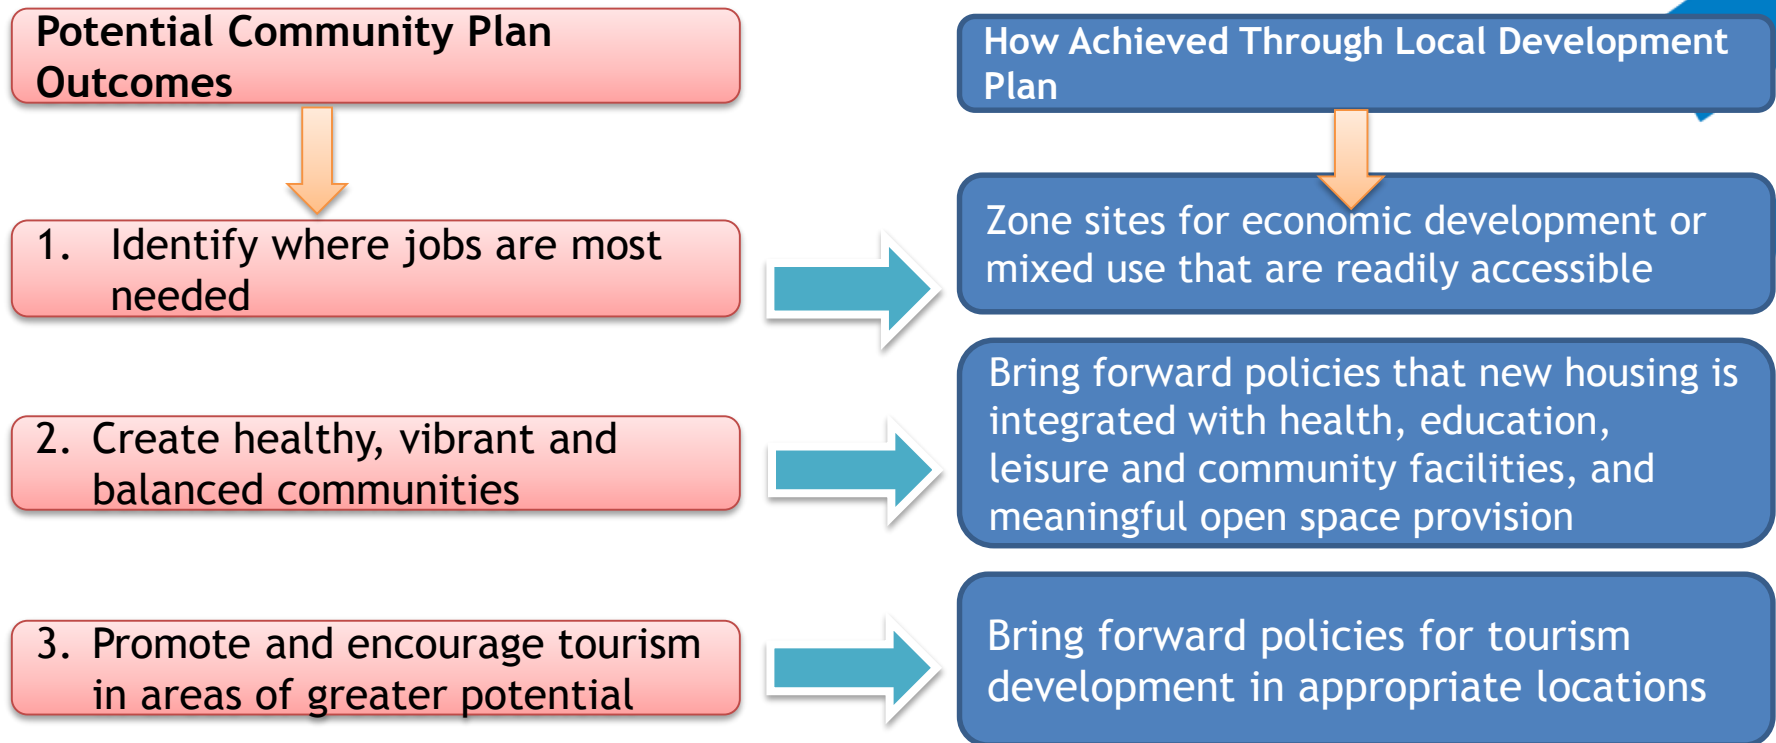 Potential Community Plan
Outcomes
How Achieved Through Local Development
Plan
1. Identify where jobs are most
needed
Zone sites for economic development or
mixed use that are readily accessible
2. Create healthy, vibrant and
balanced communities
Bring forward policies that new housing is
integrated with health, education,
leisure and community facilities, and
meaningful open space provision
3. Promote and encourage tourism
in areas of greater potential
Bring forward policies for tourism
development in appropriate locations